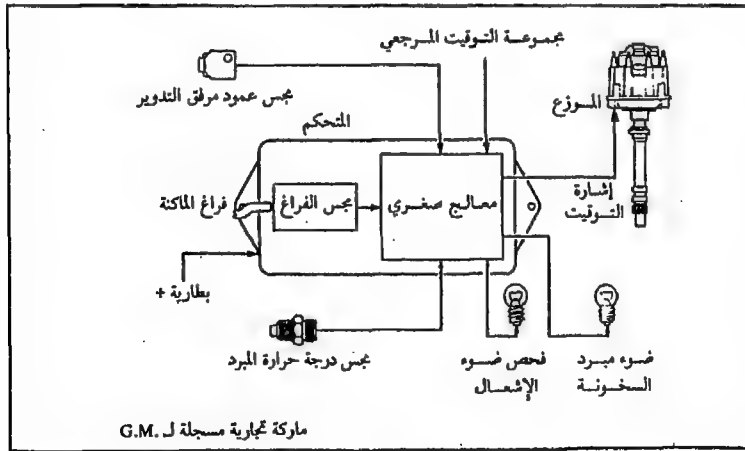 مجموعة التوقيت المرجعي
مجس عمود مرفق التدوير
الموزع
المتحكم
إشارة
التوقيت
فراغ الماكنة
مجس الفراغ
معالج صغري
بطارية +
مجس درجة حرارة المبرد
فحص ضوء
الإشعال
ضوء مبرد
السخونة
ماركة تجارية مسجلة لـ G.M.